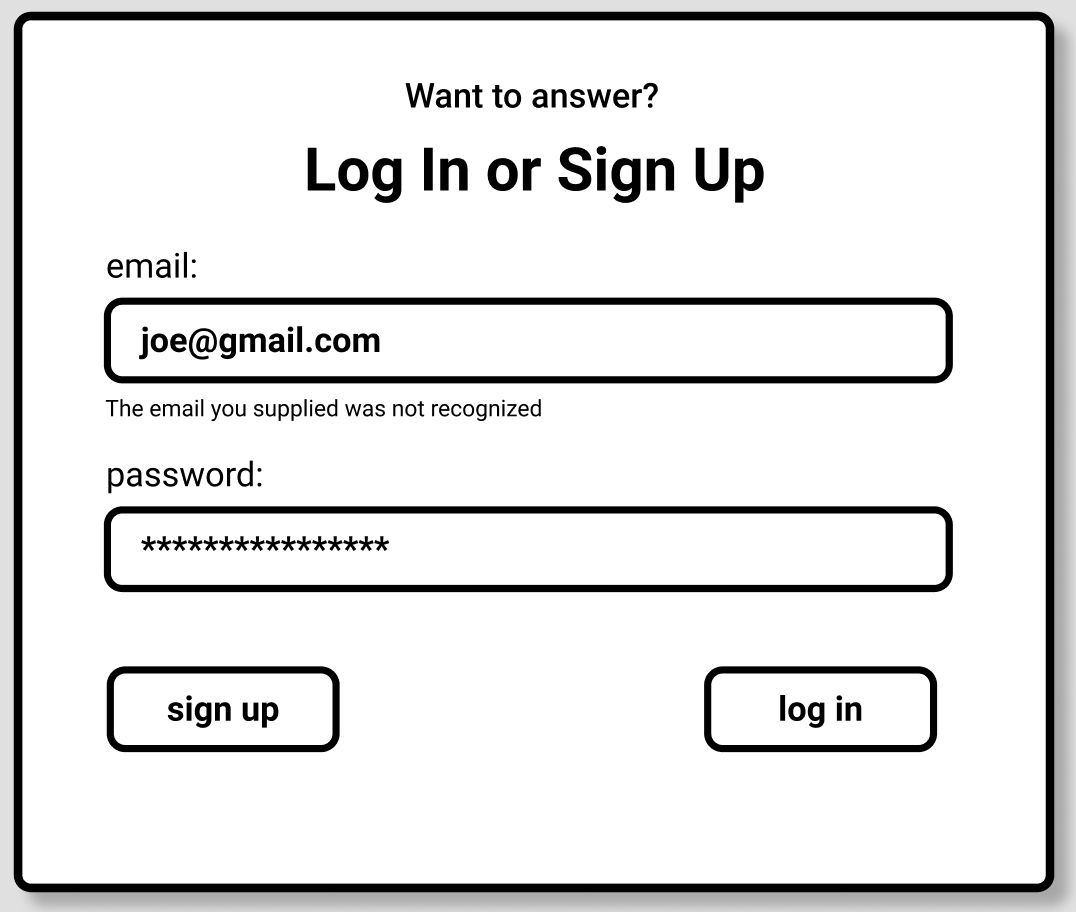 Want to answer?
Log In or Sign Up
email:
joe@gmail.com
The email you supplied was not recognized
password:
****************
sign up
log in